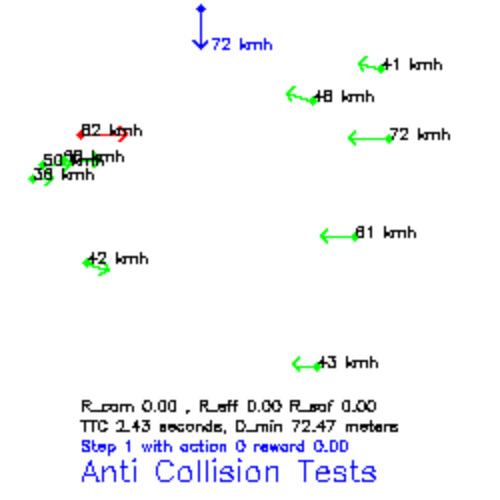 72 kmh
41 kmh
48 kmh
82 kmh
72 kmh
50
38 kmh
61 kmh
42 kmh
43 kmh
R_com 0.00 , R_eff 0.00 R_saf 0.00
TTC 2.43 seconds, D_min 72.47 meters
Step 1 with action 0 reward 0.00
Anti Collision Tests